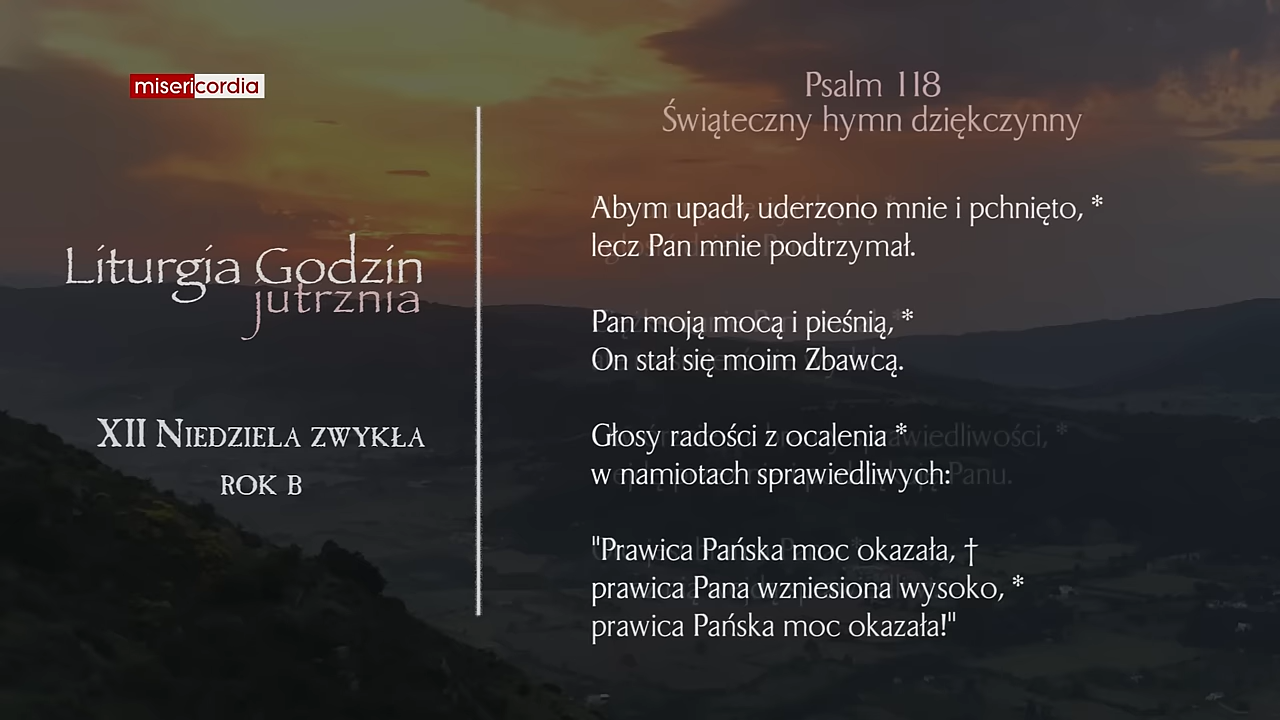 misericordia
Liturgia Godzin
jutrznia
XII NIEDZIELA ZWYKŁA
ROK B
Psalm 118
Świąteczny hymn dziękczynny
Abym upadł, uderzono mnie i pchnięto, *
lecz Pan mnie podtrzymał.
Pan moją mocą i pieśnią, *
On stał się moim Zbawcą.
Głosy radości z ocalenia *
w namiotach sprawiedliwych:
"Prawica Pańska moc okazała, †
prawica Pana wzniesiona wysoko, *
prawica Pańska moc okazała!"